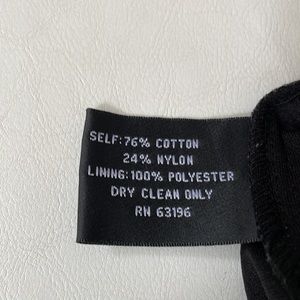 SELF:76% COTTON
24% NYLON
LINING:100% POLYESTER
DRY CLEAN ONLY
RN 63196